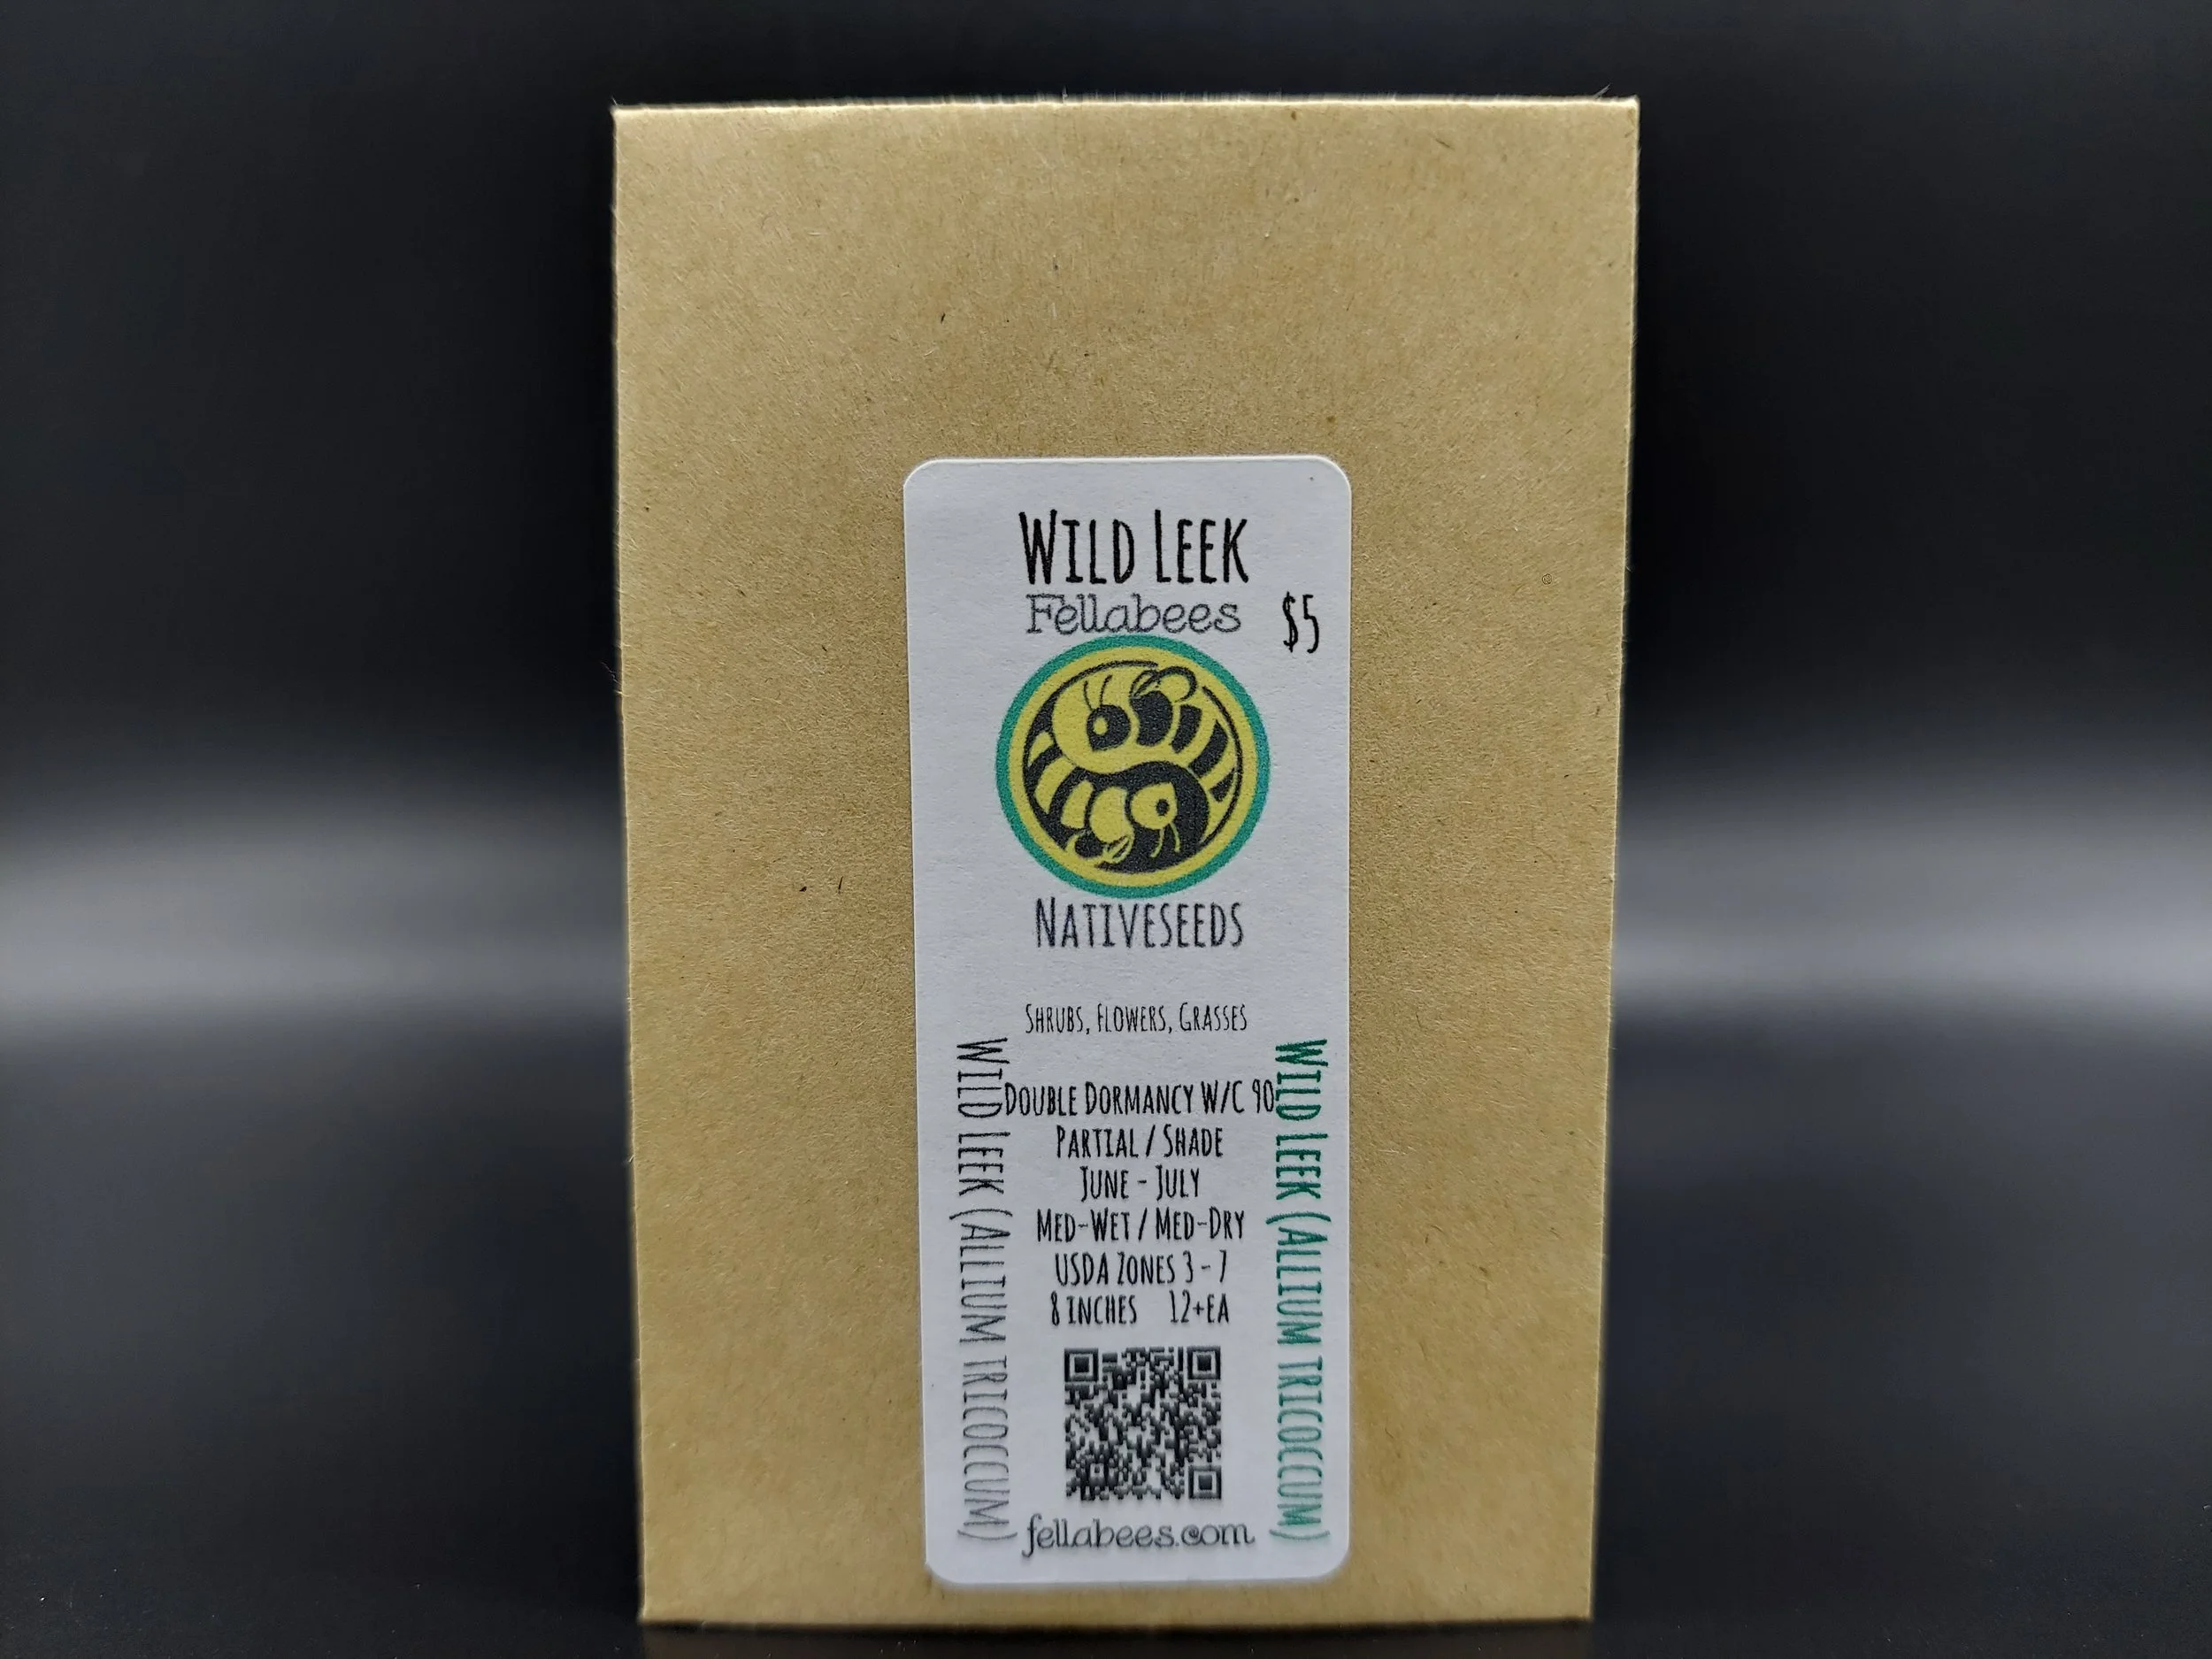 Wild Leek
Fellabees
$5
Nativeseeds
Shrubs, Flowers, Grasses
Double Dormancy W/C 90
Partial / Shade
June - July
Med-Wet / Med-Dry
USDA Zones 3 - 7
8 inches 12+ea
Wild Leek (Allium tricoccum)
Wild Leek (Allium tricoccum)
fellabees.com